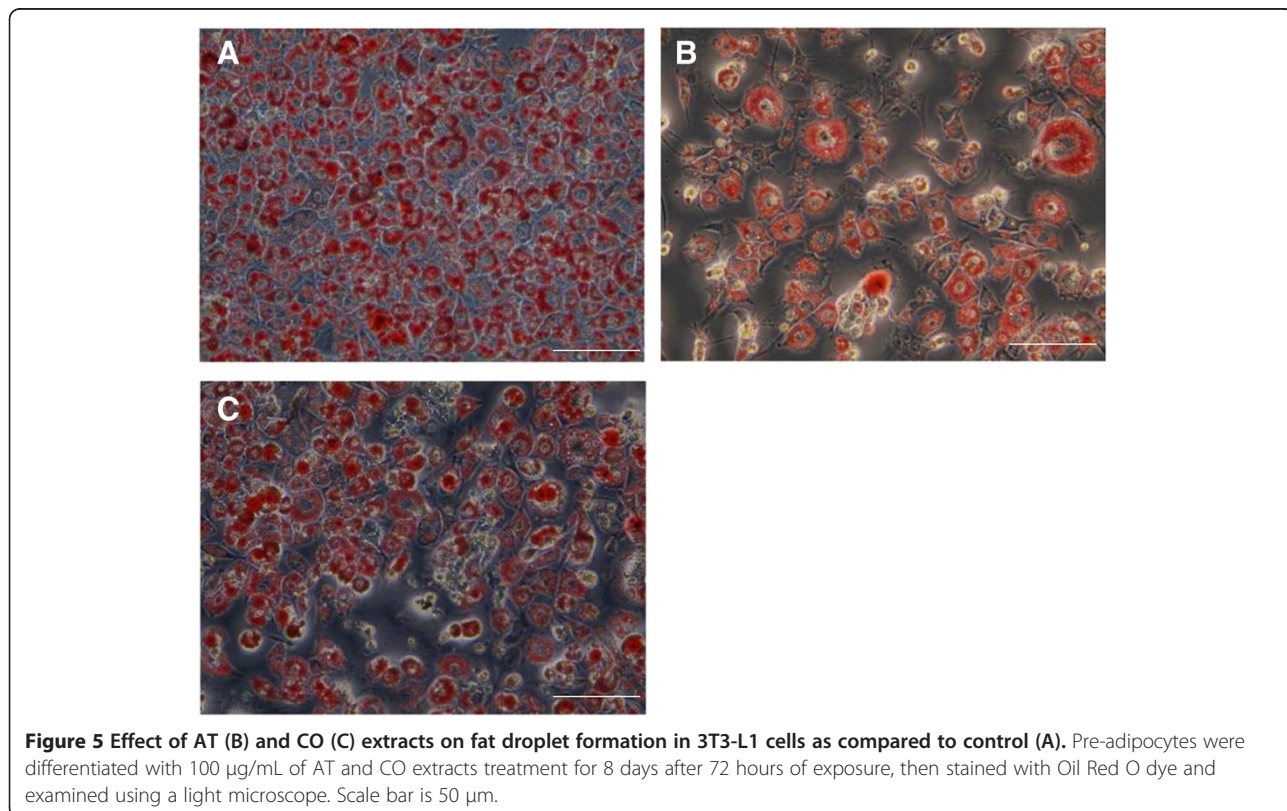 A
B
C
Figure 5 Effect of AT (B) and CO (C) extracts on fat droplet formation in 3T3-L1 cells as compared to control (A). Pre-adipocytes were
differentiated with 100 μg/mL of AT and CO extracts treatment for 8 days after 72 hours of exposure, then stained with Oil Red O dye and
examined using a light microscope. Scale bar is 50 μm.